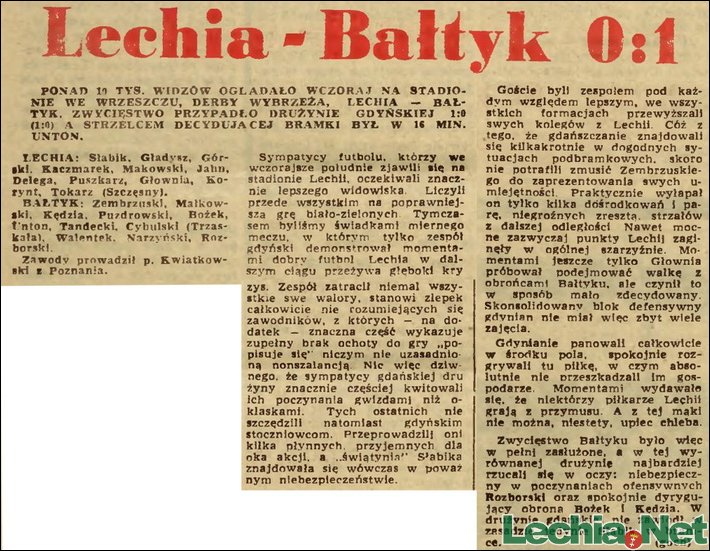 Lechia - Bałtyk 0:1
PONAD 10 TYS. WIDZÓW OGLĄDAŁO WCZORAJ NA STADIO-
NIE WE WRZESZCZU, DERBY WYBRZEŻA, LECHIA — BAŁ-
TYK. ZWYCIĘSTWO PRZYPADŁO DRUŻYNIE GDYŃSKIEJ 1:0
(1:0) A STRZELCEM DECYDUJĄCEJ BRAMKI BYŁ W 16 MIN.
UNTON.
LECHIA: Słabik, Gładysz, Gór-
ski, Kaczmarek, Makowski, Jahn,
Delega, Puszkarz, Głownia, Ko-
rynt, Tokarz (Szczęsny).
BAŁTYK: Zembrzuski, Małkow-
ski, Kędzia, Puzdrowski, Bożek,
Unton, Tandecki, Cybulski (Trzas-
kała), Walentek, Narzyński, Roz-
borski.
Zawody prowadził p. Kwiatkow-
ski z Poznania.
Sympatycy futbolu, którzy we
wczorajsze południe zjawili się na
stadionie Lechii, oczekiwali znacz-
nie lepszego widowiska. Liczyli
przede wszystkim na poprawniej-
szą grę biało-zielonych. Tymcza-
sem byliśmy świadkami miernego
meczu, w którym tylko zespół
gdyński demonstrował momenta-
mi dobry futbol. Lechia w dal-
szym ciągu przeżywa głęboki kry
zys. Zespół zatracił niemal wszy-
stkie swe walory, stanowi zlepek
całkowicie nie rozumiejących się
zawodników, z których — na do-
datek — znaczna część wykazuje
zupełny brak ochoty do gry „po-
pisuje się" niczym nie uzasadnio-
ną nonszalancją. Nic więc dziw-
nego, że sympatycy gdańskiej dru
żyny znacznie częściej kwitowali
ich poczynania gwizdami niż o-
klaskami. Tych ostatnich nie
szczędzili natomiast gdyńskim
stoczniowcom. Przeprowadzili oni
kilka płynnych, przyjemnych dla
oka akcji, a „świątynia" Słabika
znajdowała się wówczas w poważ
nym niebezpieczeństwie.
Goście byli zespołem pod każ-
dym względem lepszym, we wszy-
stkich formacjach przewyższali
swych kolegów z Lechii. Cóż z
tego, że gdańszczanie znajdowali
się kilkakrotnie w dogodnych sy-
tuacjach podbramkowych, skoro
nie potrafili zmusić Zembrzuskie-
go do zaprezentowania swych u-
miejętności. Praktycznie wyłapał
on tylko kilka dośrodkowań i pa-
rę, niegroźnych zresztą, strzałów
z dalszej odległości Nawet moc-
ne zazwyczaj punkty Lechii zagi-
nęły w ogólnej szarzyźnie. Mo-
mentami jeszcze tylko Głownia
próbował podejmować walkę z
obrońcami Bałtyku, ale czynił to
w sposób mało zdecydowany.
Skonsolidowany blok defensywny
gdynian nie miał więc zbyt wiele
zajęcia.
Gdynianie panowali całkowicie
w środku pola, spokojnie roz-
grywali tu piłkę, w czym abso-
lutnie nie przeszkadzali im gos-
podarze. Momentami wydawało
się, że niektórzy piłkarze Lechii
grają z przymusu. A z tej mąki
nie można, niestety, upiec chleba.
Zwycięstwo Bałtyku było więc
w pełni zasłużone, a w tej wy-
równanej drużynie najbardziej
rzucali się w oczy: niebezpiecz-
ny w poczynaniach ofensywnych
Rozborski oraz spokojnie dyrygu-
jący obroną Bożek i Kędzia. W
drużynie
Lechia.Net